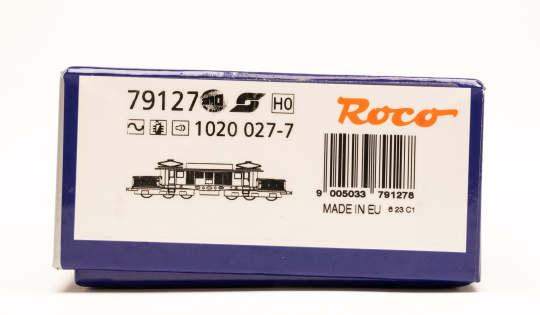 79127 H0
Roco
1020 027-7
9 005033 791278
MADE IN EU 6 23 C1